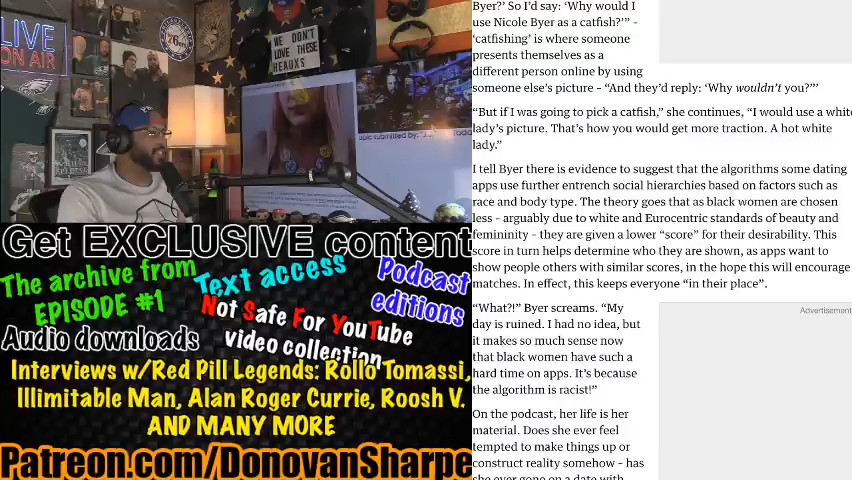 LIVE
ON AIR
76ers
WE DON'T
LOVE THESE
HEAUXS
Get EXCLUSIVE content
The archive from
EPISODE #1
Text access
Podcast
editions
Not Safe For YouTube
video collection
Audio downloads
Interviews w/Red Pill Legends: Rollo Tomassi,
Illimitable Man, Alan Roger Currie, Roosh V.
AND MANY MORE
Patreon.com/DonovanSharpe
Byer?’ So I’d say: ‘Why would I
use Nicole Byer as a catfish?’” –
‘catfishing’ is where someone
presents themselves as a
different person online by using
someone else’s picture – “And they’d reply: ‘Why wouldn’t you?’”
“But if I was going to pick a catfish,” she continues, “I would use a white
lady’s picture. That’s how you would get more traction. A hot white
lady.”
I tell Byer there is evidence to suggest that the algorithms some dating
apps use further entrench social hierarchies based on factors such as
race and body type. The theory goes that as black women are chosen
less – arguably due to white and Eurocentric standards of beauty and
femininity – they are given a lower “score” for their desirability. This
score in turn helps determine who they are shown, as apps want to
show people others with similar scores, in the hope this will encourage
matches. In effect, this keeps everyone “in their place”.
“What?!” Byer screams. “My
day is ruined. I had no idea, but
it makes so much sense now
that black women have such a
hard time on apps. It’s because
the algorithm is racist!”
Advertisement
On the podcast, her life is her
material. Does she ever feel
tempted to make things up or
construct reality somehow – has
she ever gone on a date with